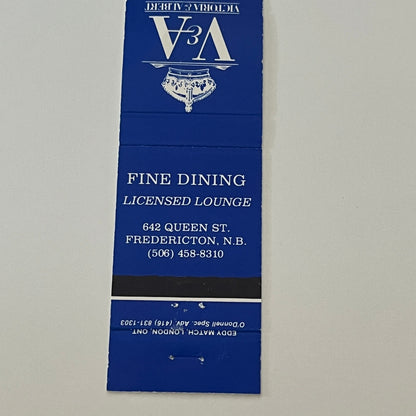 VICTORIA & ALBERT
V&A
FINE DINING
LICENSED LOUNGE
642 QUEEN ST.
FREDERICTON, N.B.
(506) 458-8310
EDDY MATCH, LONDON, ONT.
O'Donnell Spec. Adv. (416) 831-1303